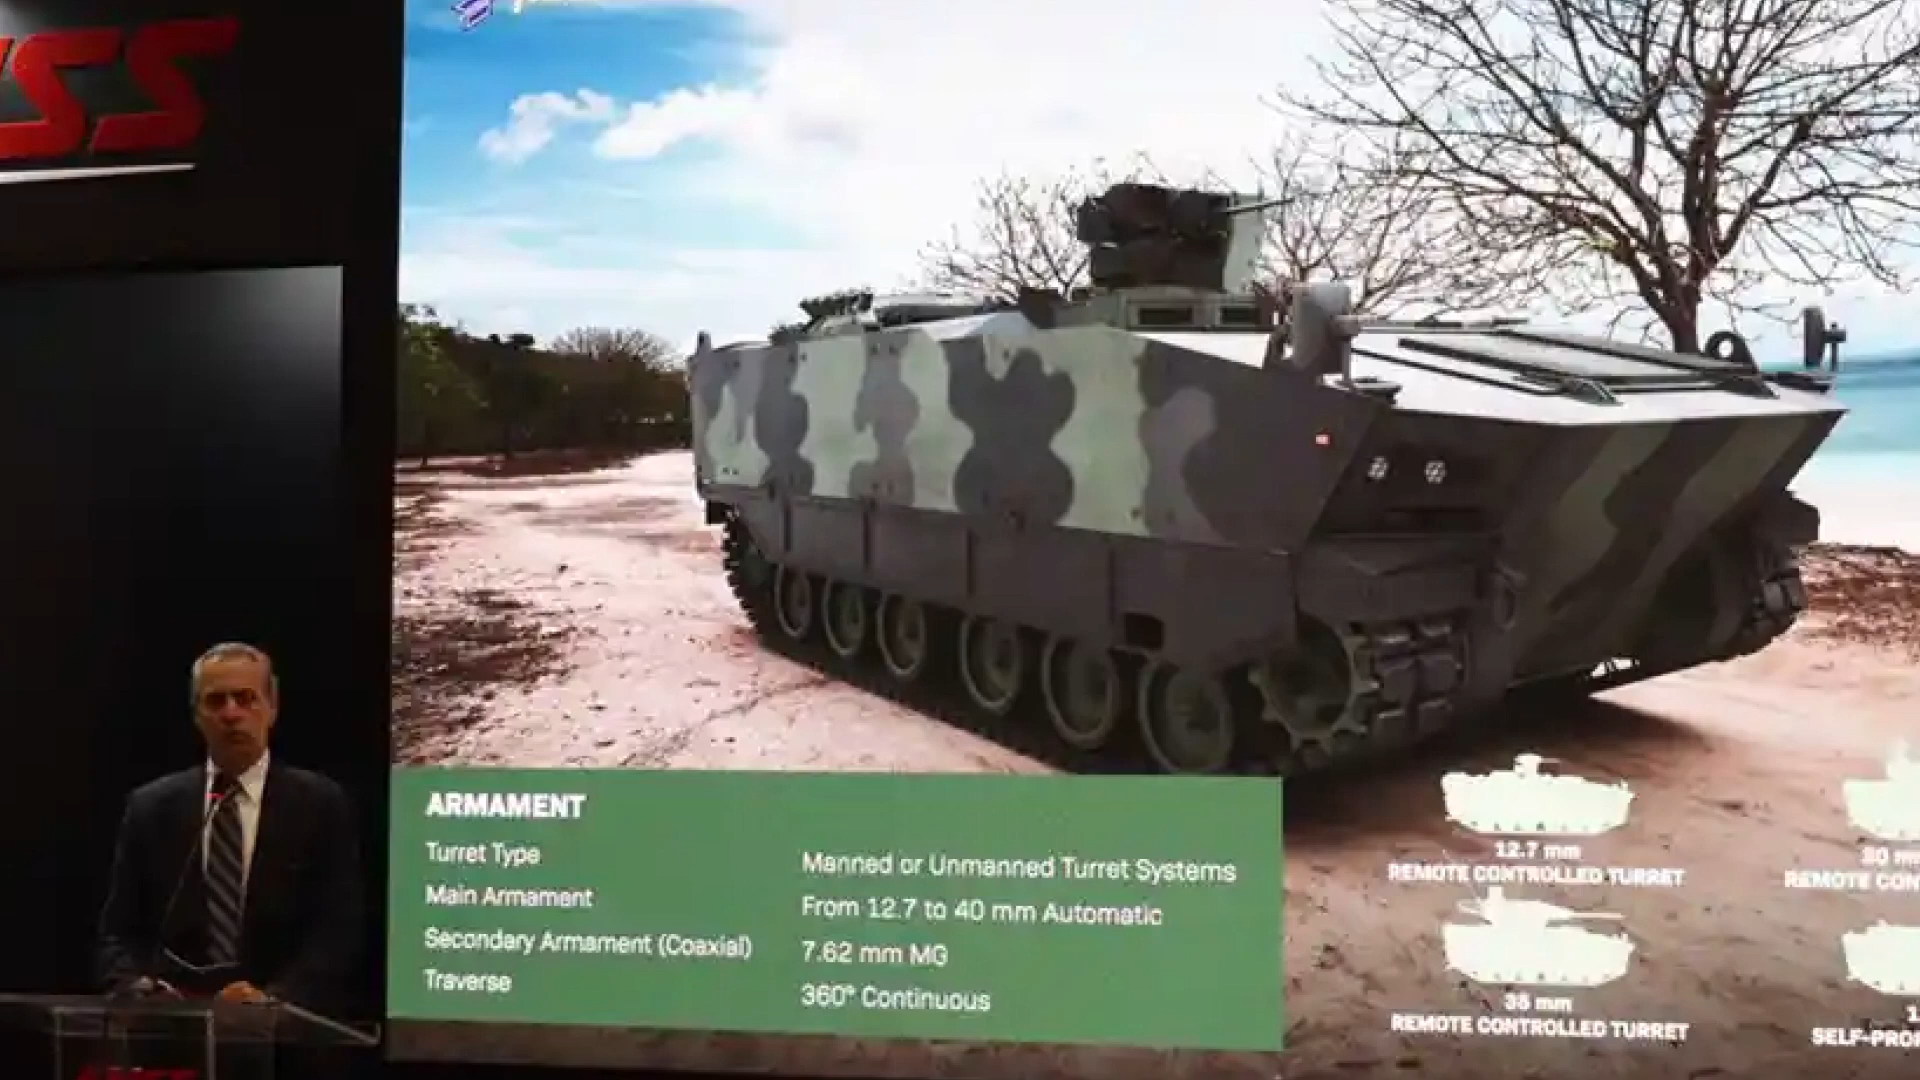 ARMAMENT
Turret Type Manned or Unmanned Turret Systems
Main Armament From 12.7 to 40 mm Automatic
Secondary Armament (Coaxial) 7.62 mm MG
Traverse 360° Continuous
12.7 mm
REMOTE CONTROLLED TURRET
REMOTE CON
mm
REMOTE CONTROLLED TURRET
SELF-PRO